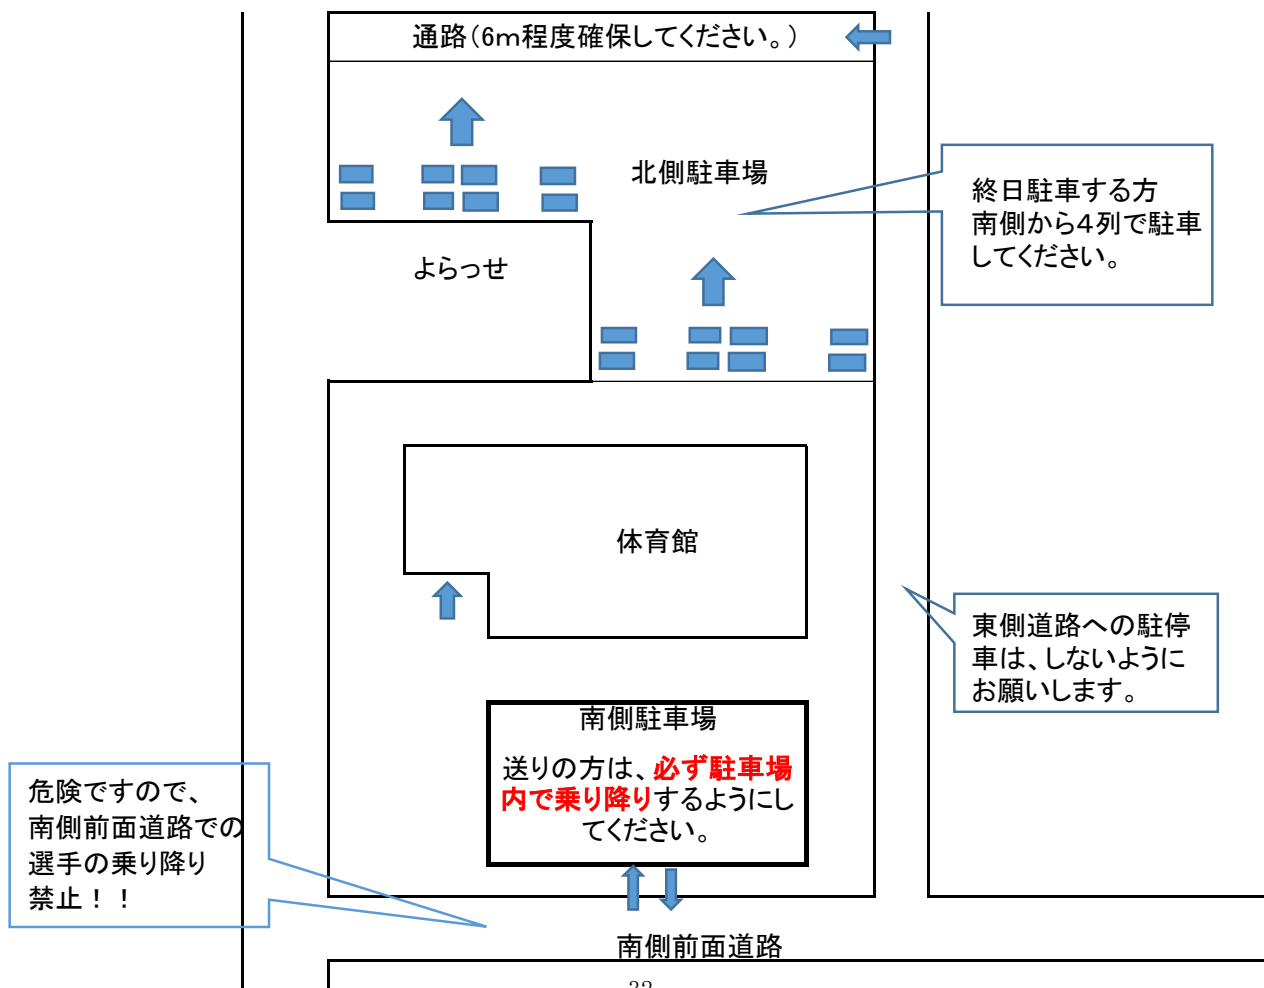 通路（6ｍ程度確保してください。）
北側駐車場
終日駐車する方
南側から４列で駐車
してください。
よらっせ
体育館
東側道路への駐停
車は、しないように
お願いします。
南側駐車場
送りの方は、必ず駐車場
内で乗り降りするようにし
てください。
危険ですので、
南側前面道路での
選手の乗り降り
禁止！！
南側前面道路